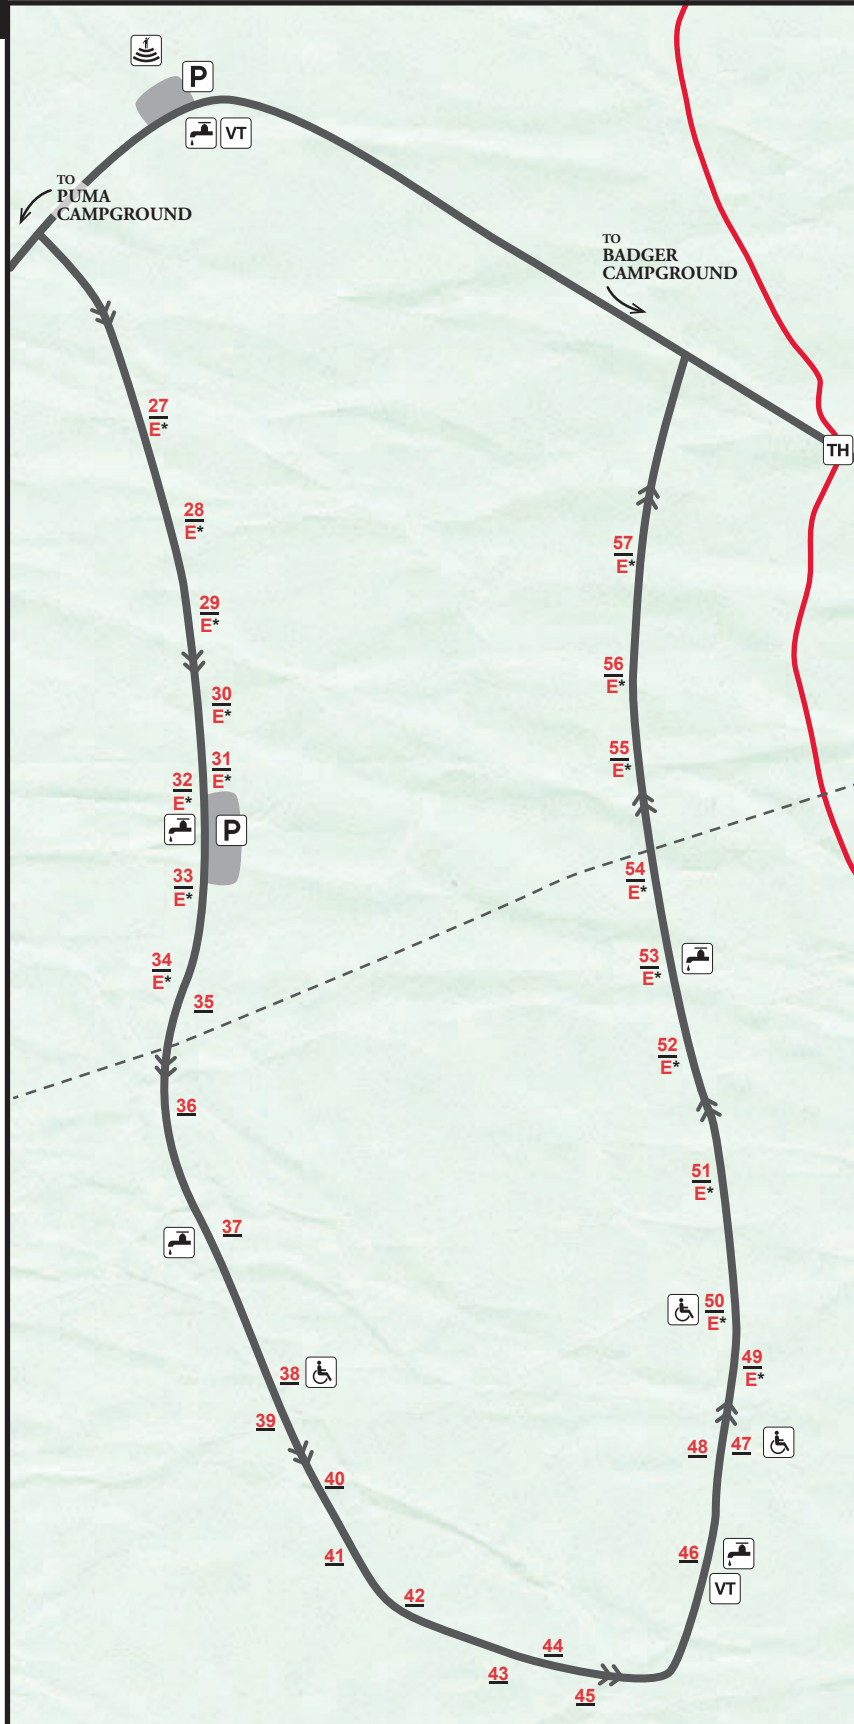 P
VT
TO
PUMA
CAMPGROUND
TO
BADGER
CAMPGROUND
TH
27
E*
28
E*
29
E*
30
E*
31
E*
32
E*
P
33
E*
34
E*
35
36
37
38
39
40
41
42
43
44
45
46
VT
47
48
49
E*
50
E*
51
E*
52
E*
53
E*
54
E*
55
E*
56
E*
57
E*